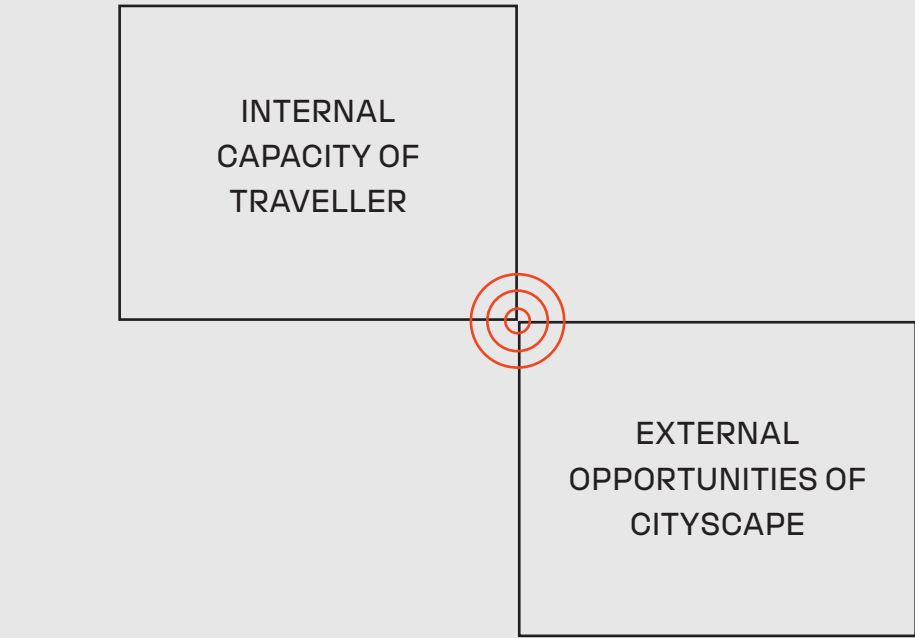 INTERNAL
CAPACITY OF
TRAVELLER
EXTERNAL
OPPORTUNITIES OF
CITYSCAPE